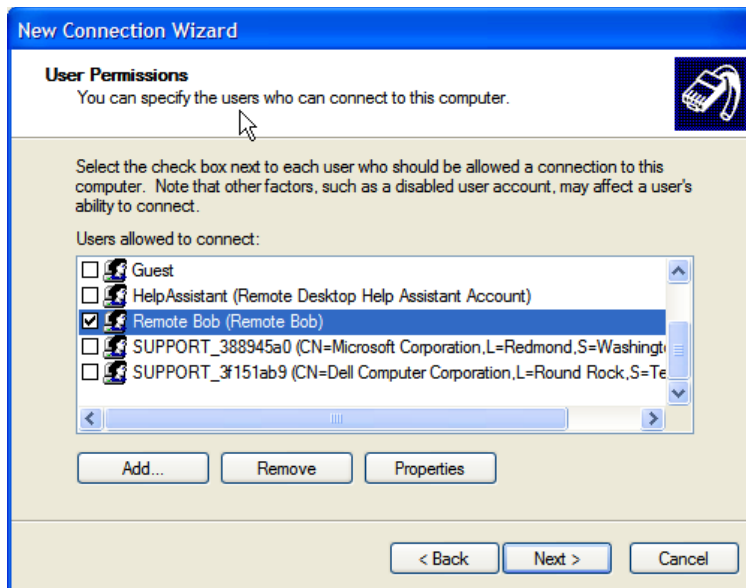 New Connection Wizard
User Permissions
You can specify the users who can connect to this computer.
Select the check box next to each user who should be allowed a connection to this
computer. Note that other factors, such as a disabled user account, may affect a user's
ability to connect.
Users allowed to connect:
Guest
HelpAssistant (Remote Desktop Help Assistant Account)
Remote Bob (Remote Bob)
SUPPORT_388945a0 (CN=Microsoft Corporation,L=Redmond,S=Washingto
SUPPORT_3f151ab9 (CN=Dell Computer Corporation,L=Round Rock,S=Te
Add...
Remove
Properties
< Back
Next >
Cancel